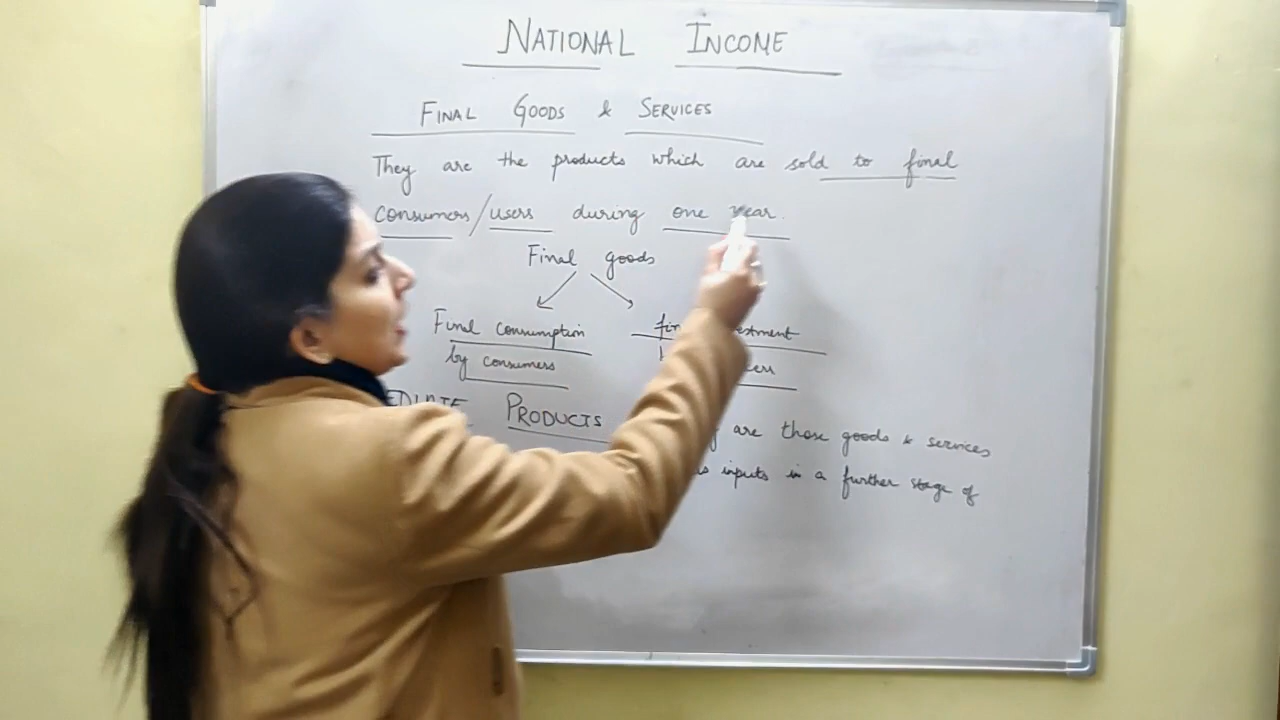 NATIONAL INCOME
FINAL GOODS & SERVICES
They are the products which are sold to final
consumers/users during one year.
Final goods
Final consumption
by consumers
PRODUCTS are those goods & services
inputs in a further stage of